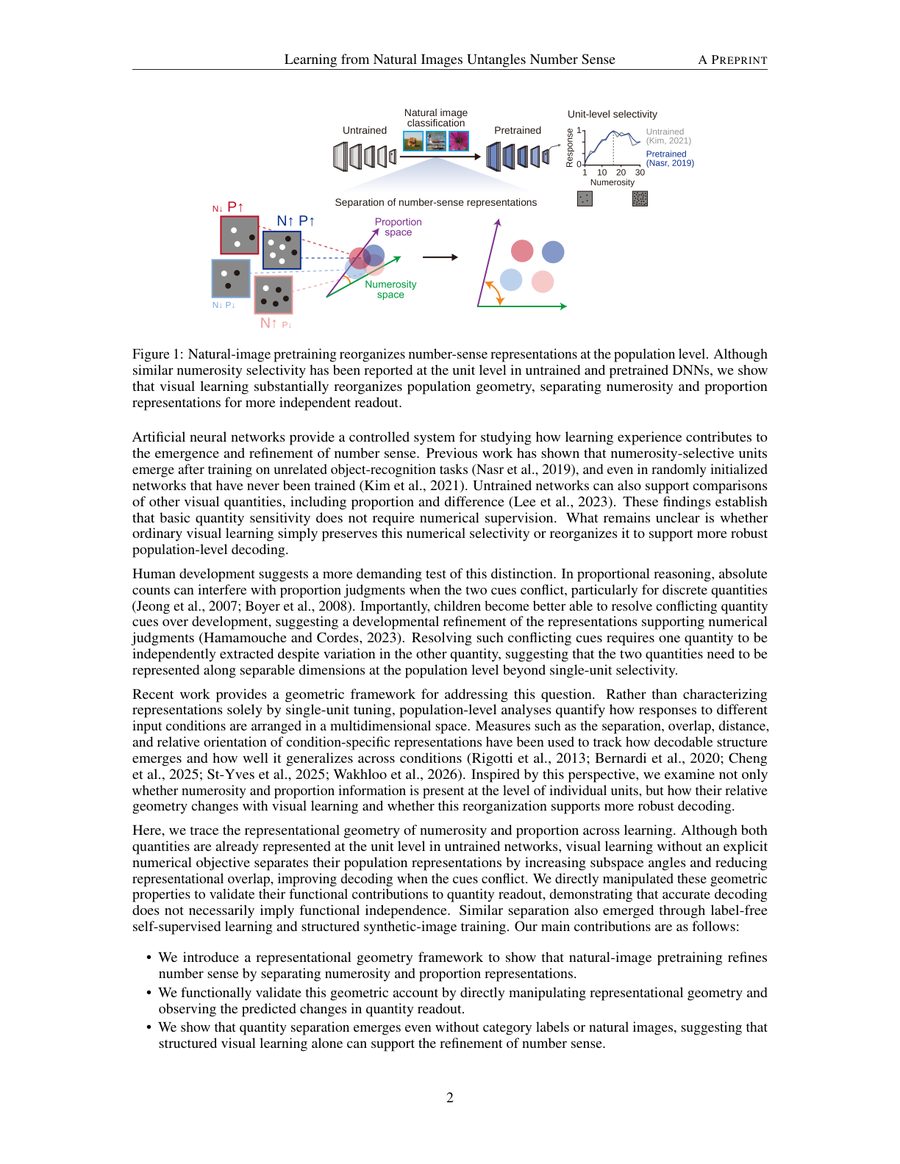 Learning from Natural Images Untangles Number Sense
A PREPRINT
Natural image
classification
Untrained
Pretrained
Unit-level selectivity
Response
1
0
1 10 20 30
Numerosity
Untrained
(Kim, 2021)
Pretrained
(Nasr, 2019)
Separation of number-sense representations
N↓ P↑
N↑ P↑
N↓ P↓
N↑ P↓
Proportion
space
Numerosity
space
Figure 1: Natural-image pretraining reorganizes number-sense representations at the population level. Although
similar numerosity selectivity has been reported at the unit level in untrained and pretrained DNNs, we show
that visual learning substantially reorganizes population geometry, separating numerosity and proportion
representations for more independent readout.
Artificial neural networks provide a controlled system for studying how learning experience contributes to
the emergence and refinement of number sense. Previous work has shown that numerosity-selective units
emerge after training on unrelated object-recognition tasks (Nasr et al., 2019), and even in randomly initialized
networks that have never been trained (Kim et al., 2021). Untrained networks can also support comparisons
of other visual quantities, including proportion and difference (Lee et al., 2023). These findings establish
that basic quantity sensitivity does not require numerical supervision. What remains unclear is whether
ordinary visual learning simply preserves this numerical selectivity or reorganizes it to support more robust
population-level decoding.
Human development suggests a more demanding test of this distinction. In proportional reasoning, absolute
counts can interfere with proportion judgments when the two cues conflict, particularly for discrete quantities
(Jeong et al., 2007; Boyer et al., 2008). Importantly, children become better able to resolve conflicting quantity
cues over development, suggesting a developmental refinement of the representations supporting numerical
judgments (Hamamouche and Cordes, 2023). Resolving such conflicting cues requires one quantity to be
independently extracted despite variation in the other quantity, suggesting that the two quantities need to be
represented along separable dimensions at the population level beyond single-unit selectivity.
Recent work provides a geometric framework for addressing this question. Rather than characterizing
representations solely by single-unit tuning, population-level analyses quantify how responses to different
input conditions are arranged in a multidimensional space. Measures such as the separation, overlap, distance,
and relative orientation of condition-specific representations have been used to track how decodable structure
emerges and how well it generalizes across conditions (Rigotti et al., 2013; Bernardi et al., 2020; Cheng
et al., 2025; St-Yves et al., 2025; Wakhloo et al., 2026). Inspired by this perspective, we examine not only
whether numerosity and proportion information is present at the level of individual units, but how their relative
geometry changes with visual learning and whether this reorganization supports more robust decoding.
Here, we trace the representational geometry of numerosity and proportion across learning. Although both
quantities are already represented at the unit level in untrained networks, visual learning without an explicit
numerical objective separates their population representations by increasing subspace angles and reducing
representational overlap, improving decoding when the cues conflict. We directly manipulated these geometric
properties to validate their functional contributions to quantity readout, demonstrating that accurate decoding
does not necessarily imply functional independence. Similar separation also emerged through label-free
self-supervised learning and structured synthetic-image training. Our main contributions are as follows:
• We introduce a representational geometry framework to show that natural-image pretraining refines
number sense by separating numerosity and proportion representations.
• We functionally validate this geometric account by directly manipulating representational geometry and
observing the predicted changes in quantity readout.
• We show that quantity separation emerges even without category labels or natural images, suggesting that
structured visual learning alone can support the refinement of number sense.
2